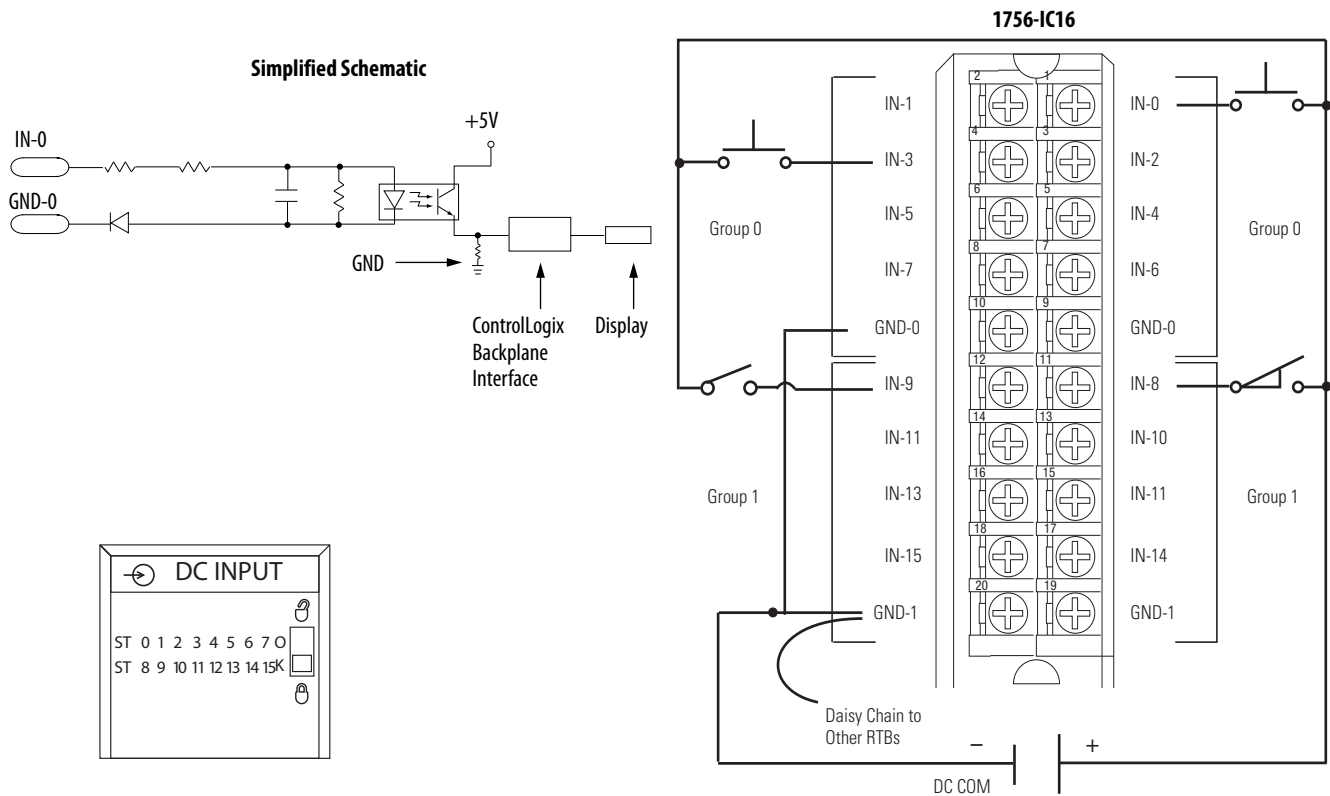 1756-IC16
Simplified Schematic
+5V
IN-0
GND-0
GND
ControlLogix
Backplane
Interface
Display
DC INPUT
ST 0 1 2 3 4 5 6 7 O
ST 8 9 10 11 12 13 14 15 K
2 1
IN-1
IN-0
4 3
IN-3
IN-2
6 5
IN-5
IN-4
Group 0
Group 0
8 7
IN-7
IN-6
10 9
GND-0
GND-0
12 11
IN-9
IN-8
14 13
IN-11
IN-10
16 15
IN-13
IN-11
Group 1
Group 1
18 17
IN-15
IN-14
20 19
GND-1
GND-1
Daisy Chain to
Other RTBs
– +
DC COM